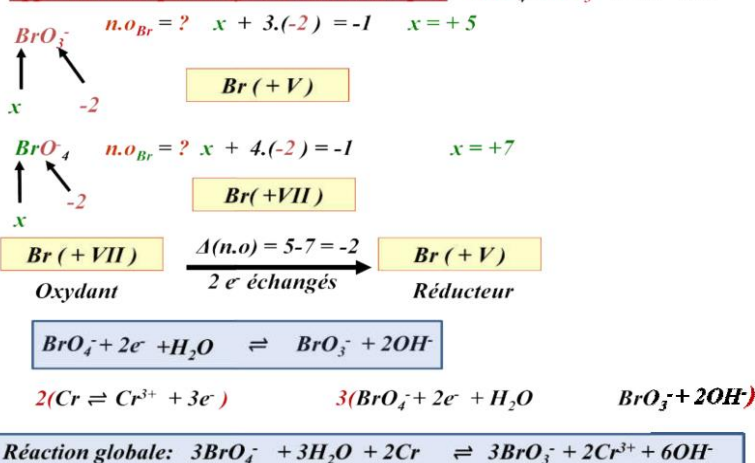 BrO₃⁻ n.o_Br = ? x + 3.(-2 ) = -1 x = + 5
Br ( + V )
x -2
BrO⁻₄ n.o_Br = ? x + 4.(-2 ) = -1 x = +7
Br( +VII )
-2
x
Br ( + VII ) Δ(n.o) = 5-7 = -2 Br ( + V )
2 e⁻ échangés
Oxydant Réducteur
BrO₄⁻ + 2e⁻ +H₂O ⇌ BrO₃⁻ + 2OH⁻
2(Cr ⇌ Cr³⁺ + 3e⁻ ) 3(BrO₄⁻ + 2e⁻ + H₂O BrO₃⁻ + 2OH⁻)
Réaction globale: 3BrO₄⁻ + 3H₂O + 2Cr ⇌ 3BrO₃⁻ + 2Cr³⁺ + 6OH⁻